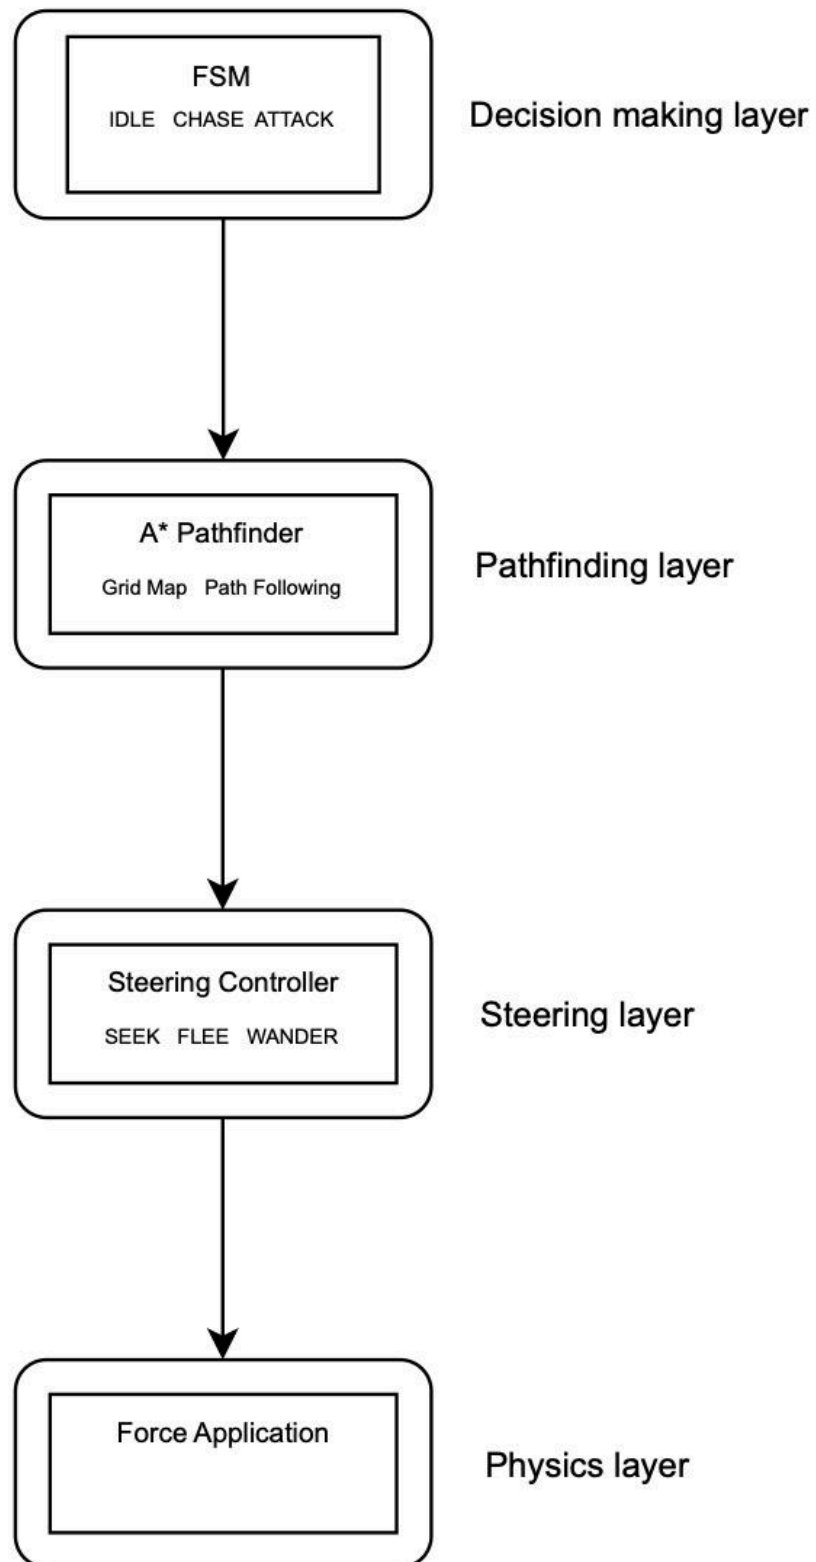 FSM
IDLE CHASE ATTACK
Decision making layer
A* Pathfinder
Grid Map Path Following
Pathfinding layer
Steering Controller
SEEK FLEE WANDER
Steering layer
Force Application
Physics layer